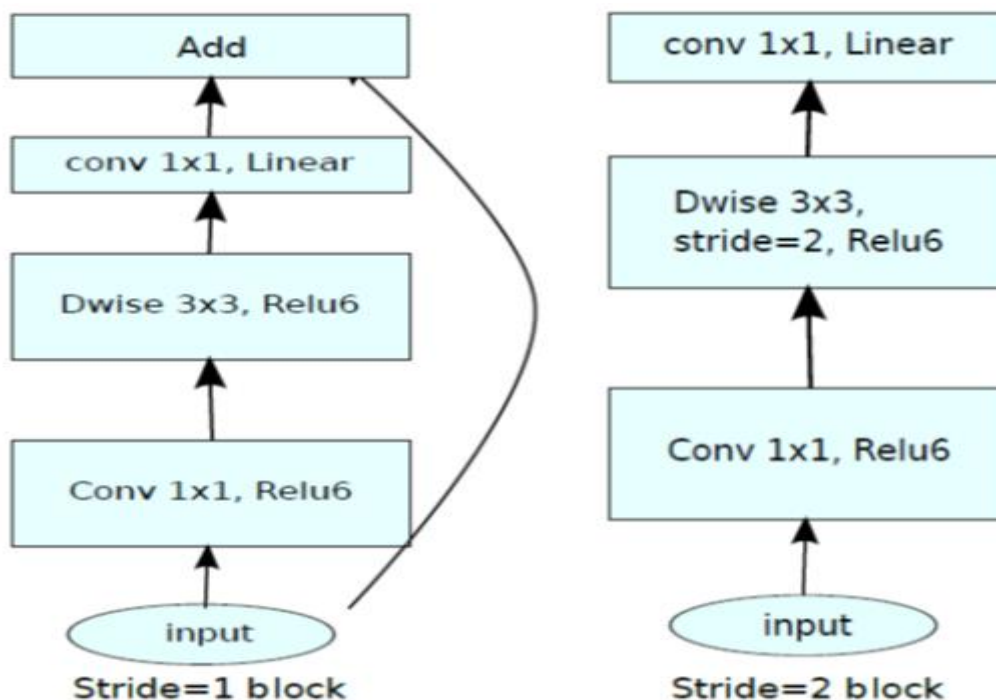 Add
conv 1x1, Linear
Dwise 3x3, Relu6
Conv 1x1, Relu6
input
Stride=1 block
conv 1x1, Linear
Dwise 3x3,
stride=2, Relu6
Conv 1x1, Relu6
input
Stride=2 block